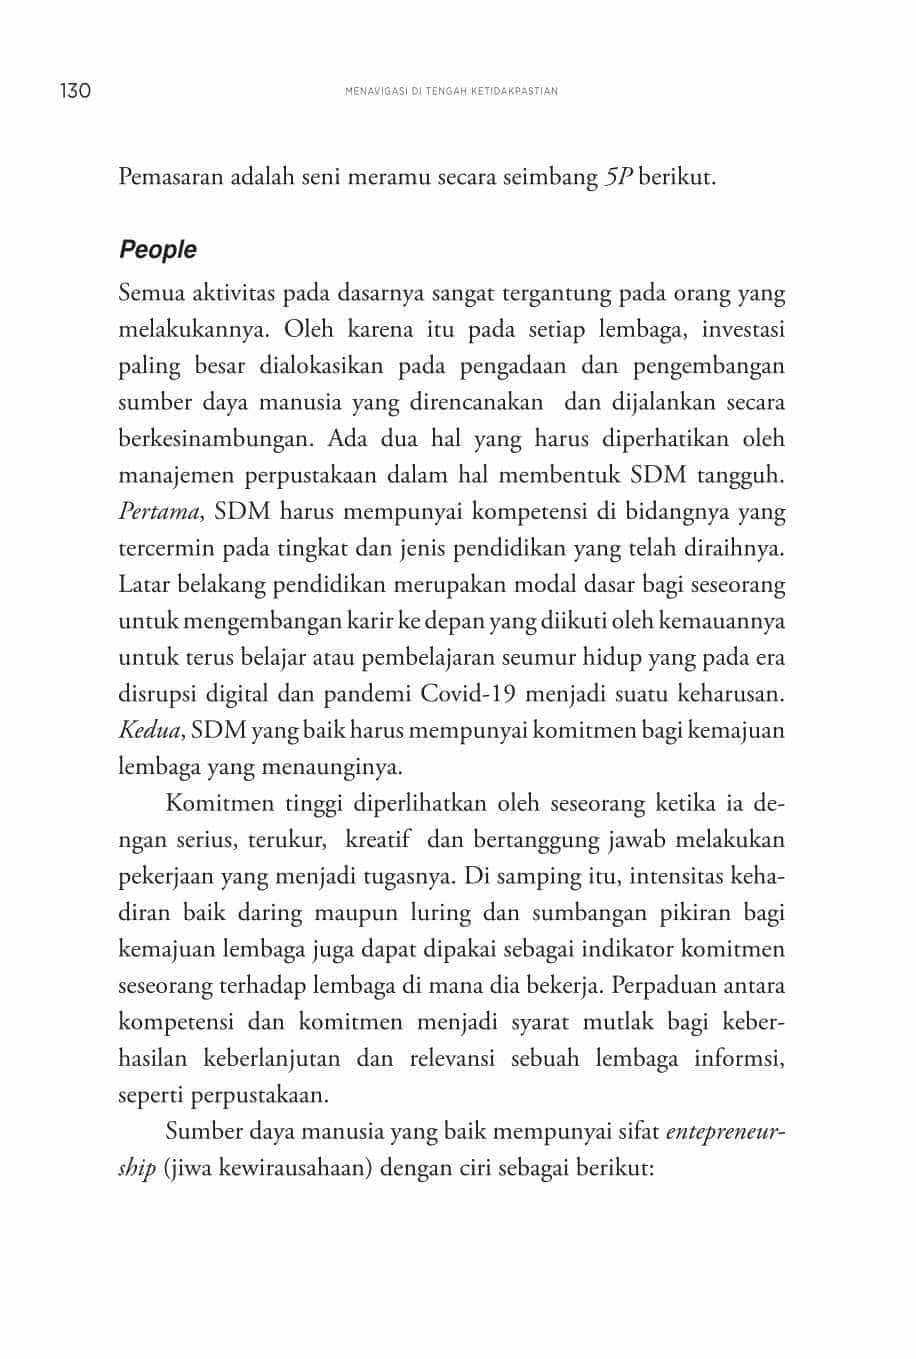 130
MENAVIGASI DI TENGAH KETIDAKPASTIAN
Pemasaran adalah seni meramu secara seimbang 5P berikut.
People
Semua aktivitas pada dasarnya sangat tergantung pada orang yang
melakukannya. Oleh karena itu pada setiap lembaga, investasi
paling besar dialokasikan pada pengadaan dan pengembangan
sumber daya manusia yang direncanakan dan dijalankan secara
berkesinambungan. Ada dua hal yang harus diperhatikan oleh
manajemen perpustakaan dalam hal membentuk SDM tangguh.
Pertama, SDM harus mempunyai kompetensi di bidangnya yang
tercermin pada tingkat dan jenis pendidikan yang telah diraihnya.
Latar belakang pendidikan merupakan modal dasar bagi seseorang
untuk mengembangan karir ke depan yang diikuti oleh kemauannya
untuk terus belajar atau pembelajaran seumur hidup yang pada era
disrupsi digital dan pandemi Covid-19 menjadi suatu keharusan.
Kedua, SDM yang baik harus mempunyai komitmen bagi kemajuan
lembaga yang menaunginya.
Komitmen tinggi diperlihatkan oleh seseorang ketika ia de-
ngan serius, terukur, kreatif dan bertanggung jawab melakukan
pekerjaan yang menjadi tugasnya. Di samping itu, intensitas keha-
diran baik daring maupun luring dan sumbangan pikiran bagi
kemajuan lembaga juga dapat dipakai sebagai indikator komitmen
seseorang terhadap lembaga di mana dia bekerja. Perpaduan antara
kompetensi dan komitmen menjadi syarat mutlak bagi keber-
hasilan keberlanjutan dan relevansi sebuah lembaga informsi,
seperti perpustakaan.
Sumber daya manusia yang baik mempunyai sifat entepreneur-
ship (jiwa kewirausahaan) dengan ciri sebagai berikut: